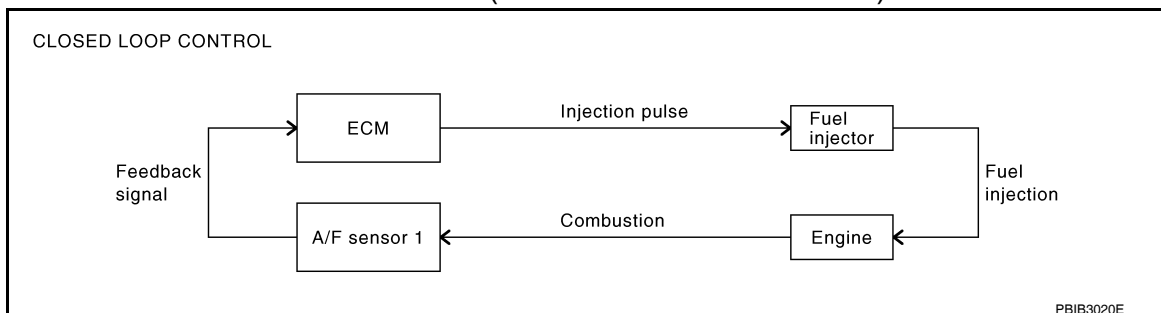 CLOSED LOOP CONTROL
ECM
Injection pulse
Fuel
injector
Feedback
signal
Fuel
injection
A/F sensor 1
Combustion
Engine
PBIB3020E